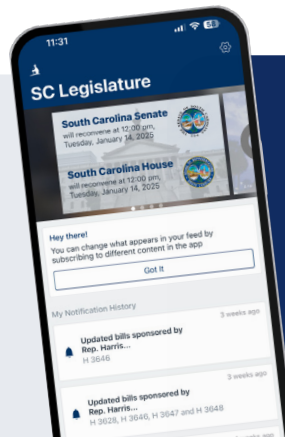 11:31
58
SC Legislature
South Carolina Senate
will reconvene at 12:00 pm,
Tuesday, January 14, 2025
South Carolina House
will reconvene at 12:00 pm,
Tuesday, January 14, 2025
Hey there!
You can change what appears in your feed by
subscribing to different content in the app
Got It
My Notification History
3 weeks ago
Updated bills sponsored by
Rep. Harris...
H 3646
3 weeks ago
Updated bills sponsored by
Rep. Harris...
H 3628, H 3646, H 3647 and H 3648
weeks ago